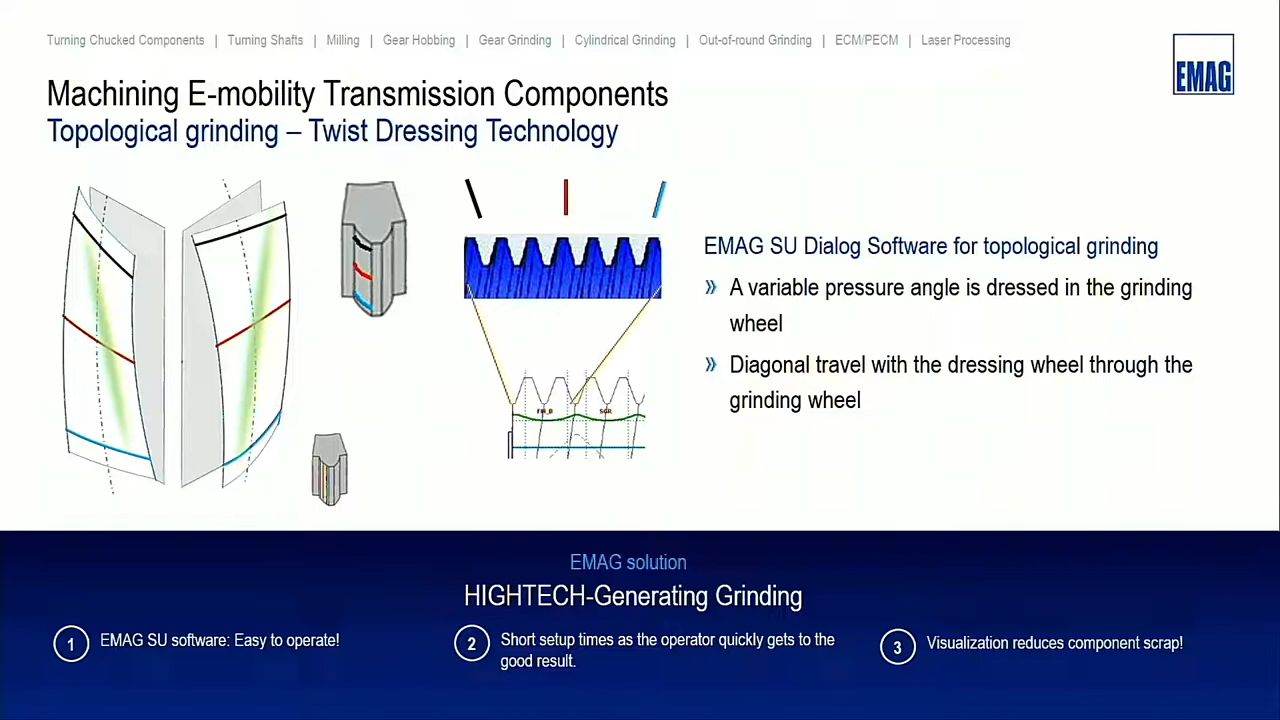 Turning Chucked Components | Turning Shafts | Milling | Gear Hobbing | Gear Grinding | Cylindrical Grinding | Out-of-round Grinding | ECM/PECM | Laser Processing
EMAG
Machining E-mobility Transmission Components
Topological grinding – Twist Dressing Technology
EMAG SU Dialog Software for topological grinding
» A variable pressure angle is dressed in the grinding
wheel
» Diagonal travel with the dressing wheel through the
grinding wheel
SGR
EMAG solution
HIGHTECH-Generating Grinding
1 EMAG SU software: Easy to operate!
2 Short setup times as the operator quickly gets to the
good result.
3 Visualization reduces component scrap!